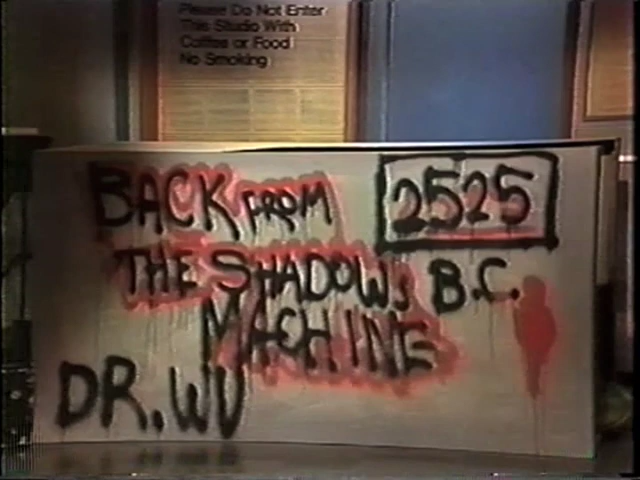 Please Do Not Enter
This Studio With
Coffee or Food
No Smoking
BACK FROM
2525
THE SHADOWS B.C.
MACHINE
DR. WU